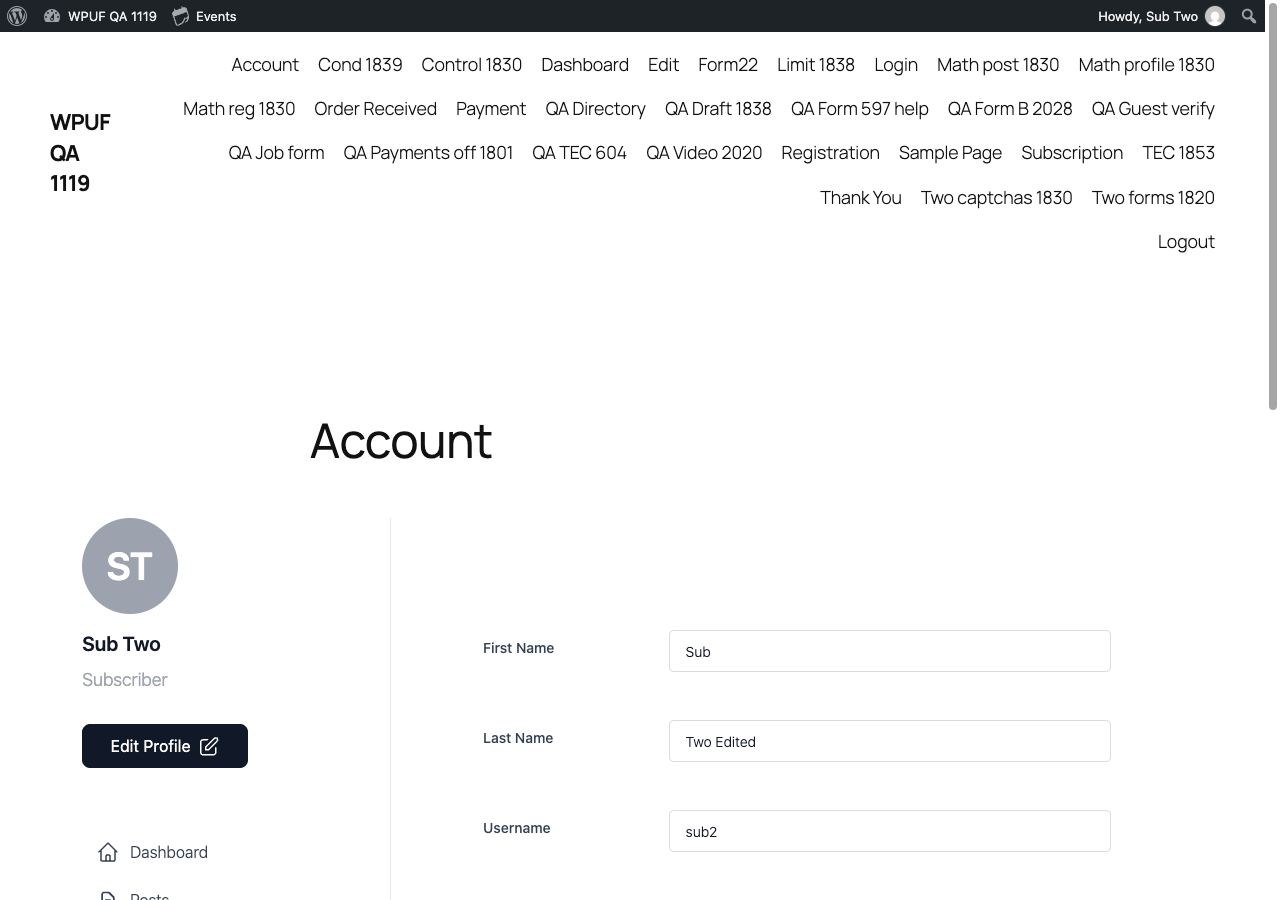 WPUF QA 1119 Events Howdy, Sub Two
Account Cond 1839 Control 1830 Dashboard Edit Form22 Limit 1838 Login Math post 1830 Math profile 1830
Math reg 1830 Order Received Payment QA Directory QA Draft 1838 QA Form 597 help QA Form B 2028 QA Guest verify
WPUF
QA
1119
QA Job form QA Payments off 1801 QA TEC 604 QA Video 2020 Registration Sample Page Subscription TEC 1853
Thank You Two captchas 1830 Two forms 1820
Logout
Account
ST
Sub Two
Subscriber
Edit Profile
Dashboard
Posts
First Name Sub
Last Name Two Edited
Username sub2